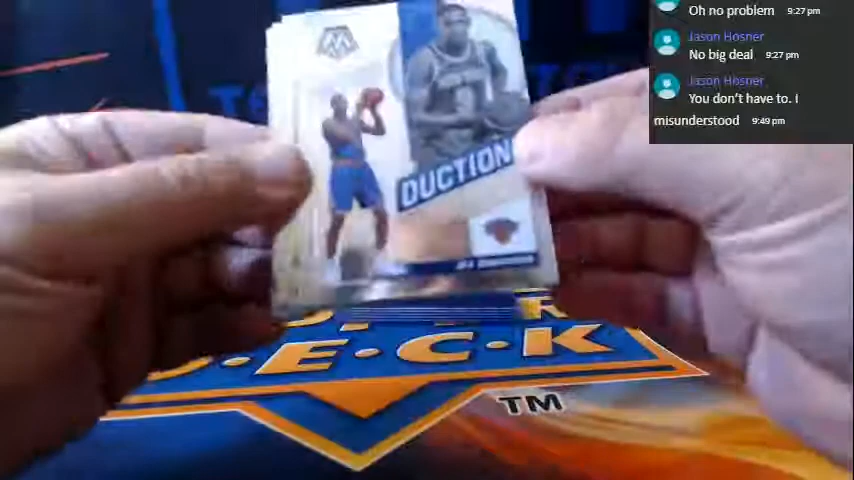 Oh no problem 9:27 pm
Jason Hosner
No big deal 9:27 pm
Jason Hosner
You don't have to. I
misunderstood 9:49 pm
DUCTION
D.E.C.K
TM